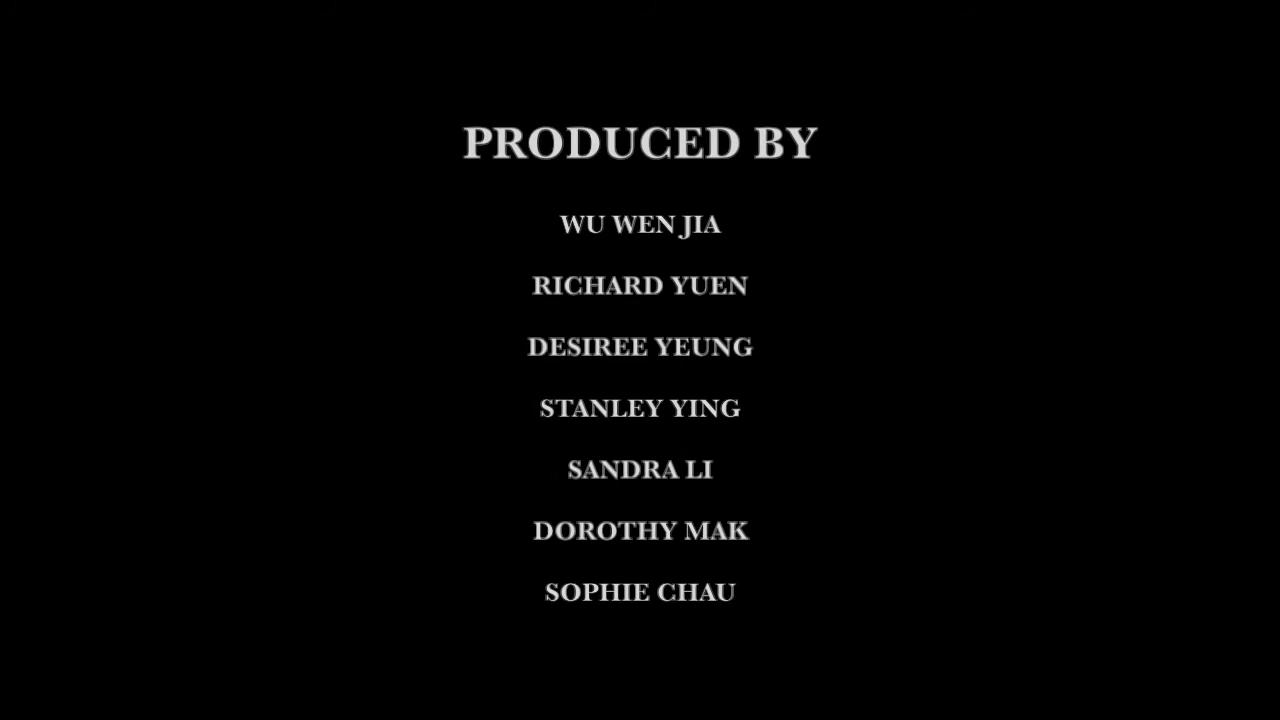 PRODUCED BY
WU WEN JIA
RICHARD YUEN
DESIREE YEUNG
STANLEY YING
SANDRA LI
DOROTHY MAK
SOPHIE CHAU